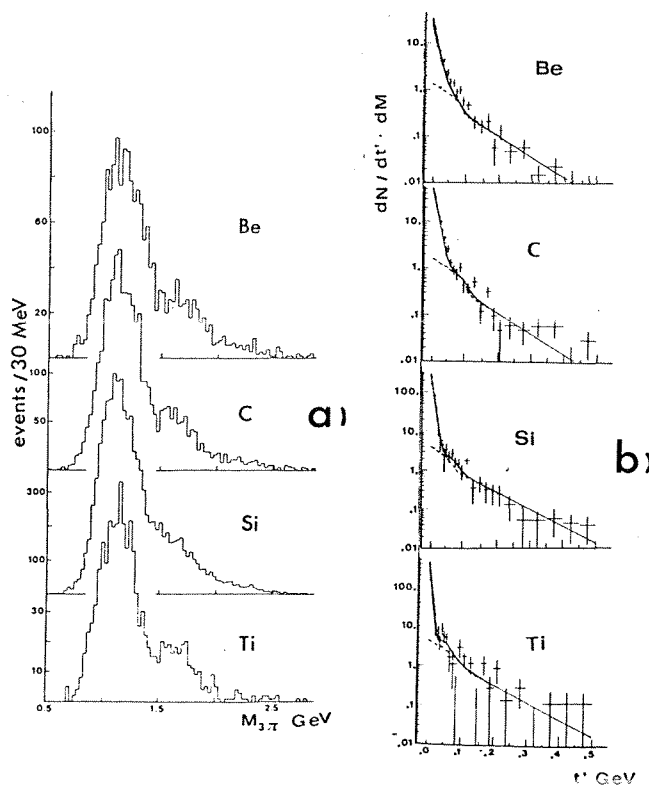 events/30 MeV
100
60
20
Be
100
50
C
300
100
Si
30
10
Ti
0.5
1.5
2.5
M3π GeV
a)
dN/dt'·dM
10.
1.
0.1
.01
Be
10.
1.
.1
.01
C
100.
10.
1.
.1
.01
Si
100.
10.
1.
.1
.01
Ti
.0
.1
.2
.3
.4
.5
t' GeV
b)